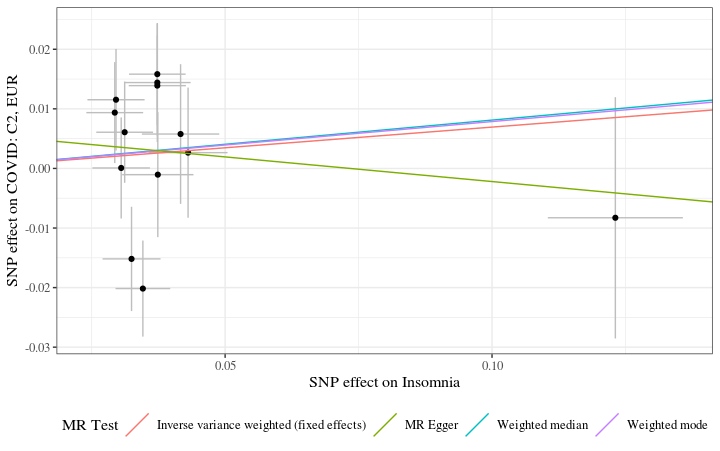 SNP effect on COVID: C2, EUR
0.02
0.01
0.00
-0.01
-0.02
-0.03
0.05 0.10
SNP effect on Insomnia
MR Test Inverse variance weighted (fixed effects) MR Egger Weighted median Weighted mode